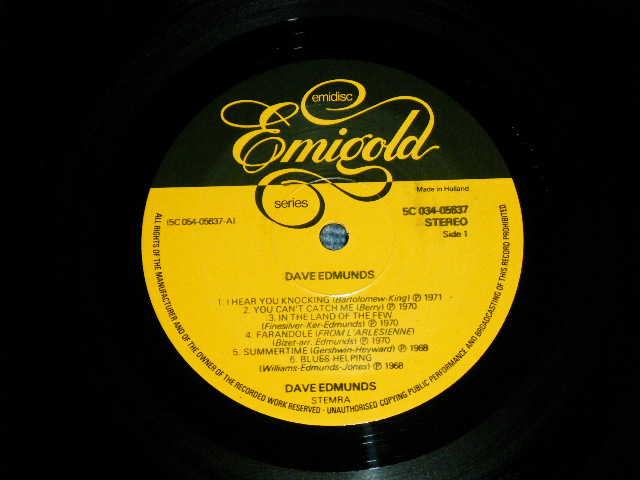 emidisc
Emigold
series
Made in Holland
(5C 054-05637-A)
5C 034-05637
STEREO
Side 1
DAVE EDMUNDS
1. I HEAR YOU KNOCKING (Bartolomew-King) Ⓟ 1971
2. YOU CAN'T CATCH ME (Berry) Ⓟ 1970
3. IN THE LAND OF THE FEW
(Finesilver-Ker-Edmunds) Ⓟ 1970
4. FARANDOLE (FROM L'ARLESIENNE)
(Bizet-arr. Edmunds) Ⓟ 1970
5. SUMMERTIME (Gershwin-Heyward) Ⓟ 1968
6. BLUES HELPING
(Williams-Edmunds-Jones) Ⓟ 1968
DAVE EDMUNDS
STEMRA
ALL RIGHTS OF THE MANUFACTURER AND OF THE OWNER OF THE RECORDED WORK RESERVED - UNAUTHORISED COPYING PUBLIC PERFORMANCE AND BROADCASTING OF THIS RECORD PROHIBITED